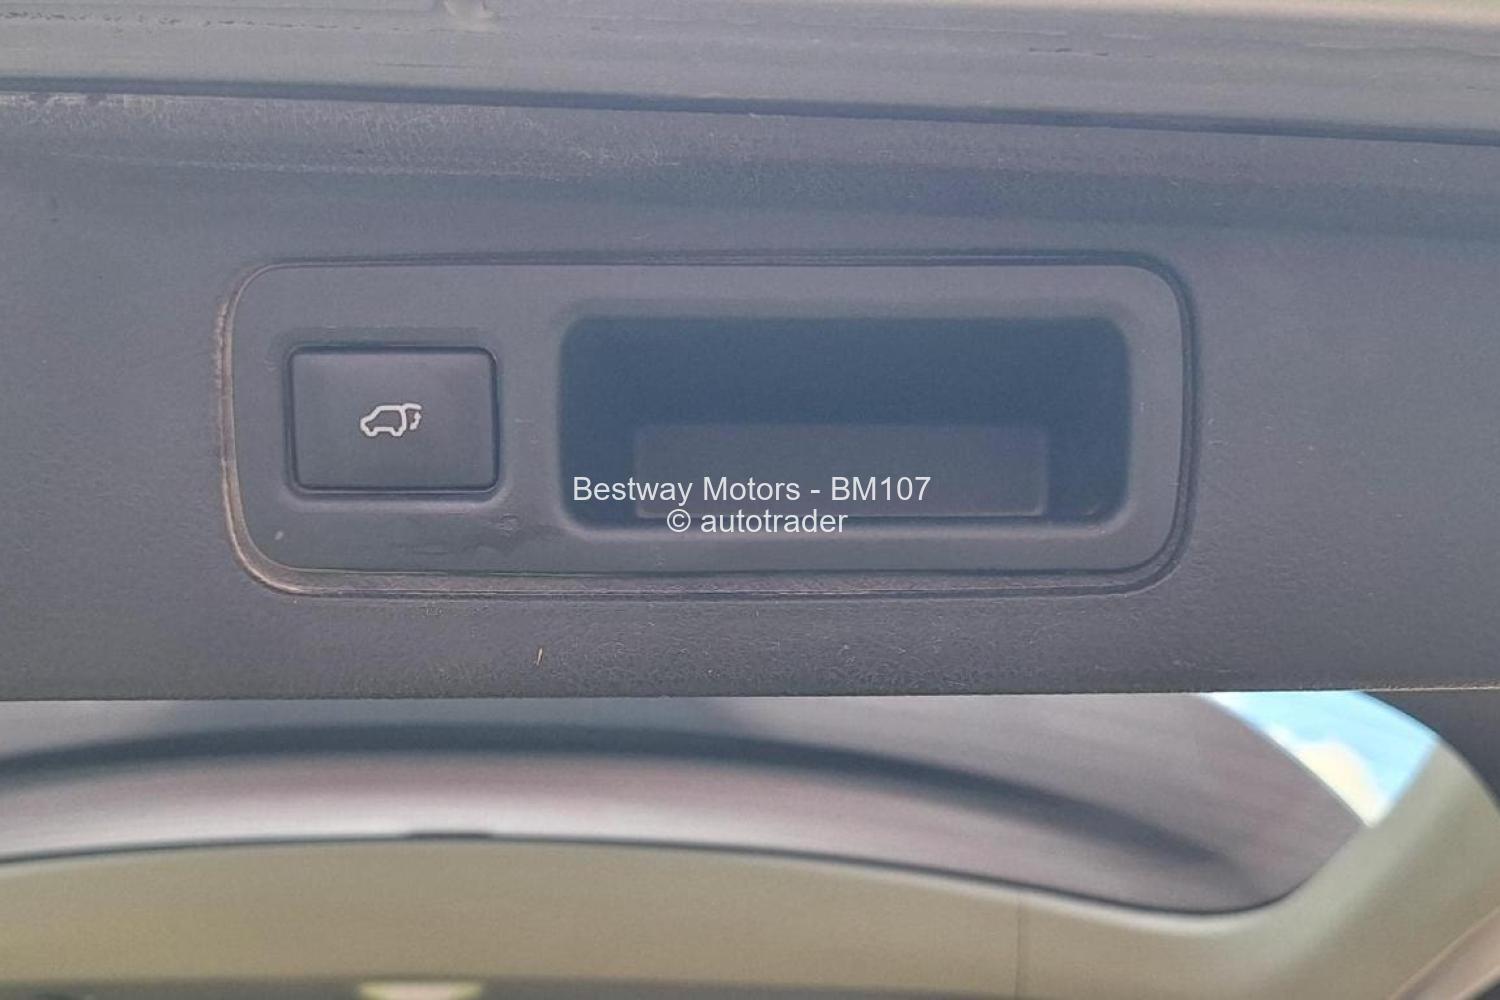 Bestway Motors - BM107
© autotrader